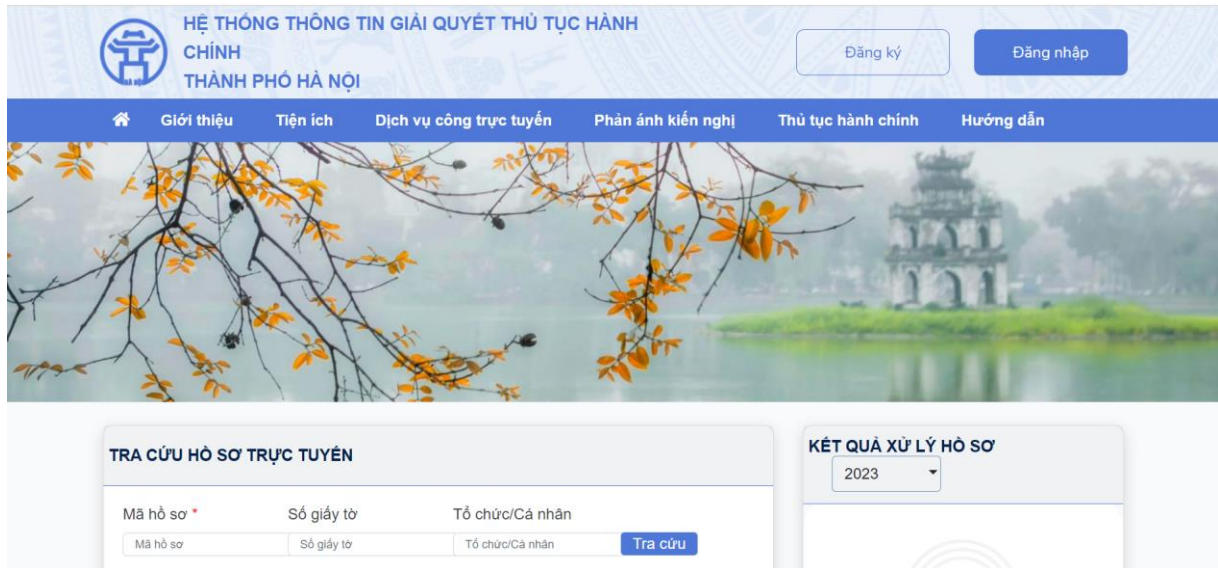 HỆ THỐNG THÔNG TIN GIẢI QUYẾT THỦ TỤC HÀNH
CHÍNH
THÀNH PHỐ HÀ NỘI
HÀ NỘI
Đăng ký
Đăng nhập
Giới thiệu
Tiện ích
Dịch vụ công trực tuyến
Phản ánh kiến nghị
Thủ tục hành chính
Hướng dẫn
TRA CỨU HỒ SƠ TRỰC TUYẾN
Mã hồ sơ *
Số giấy tờ
Tổ chức/Cá nhân
Mã hồ sơ
Số giấy tờ
Tổ chức/Cá nhân
Tra cứu
KẾT QUẢ XỬ LÝ HỒ SƠ
2023